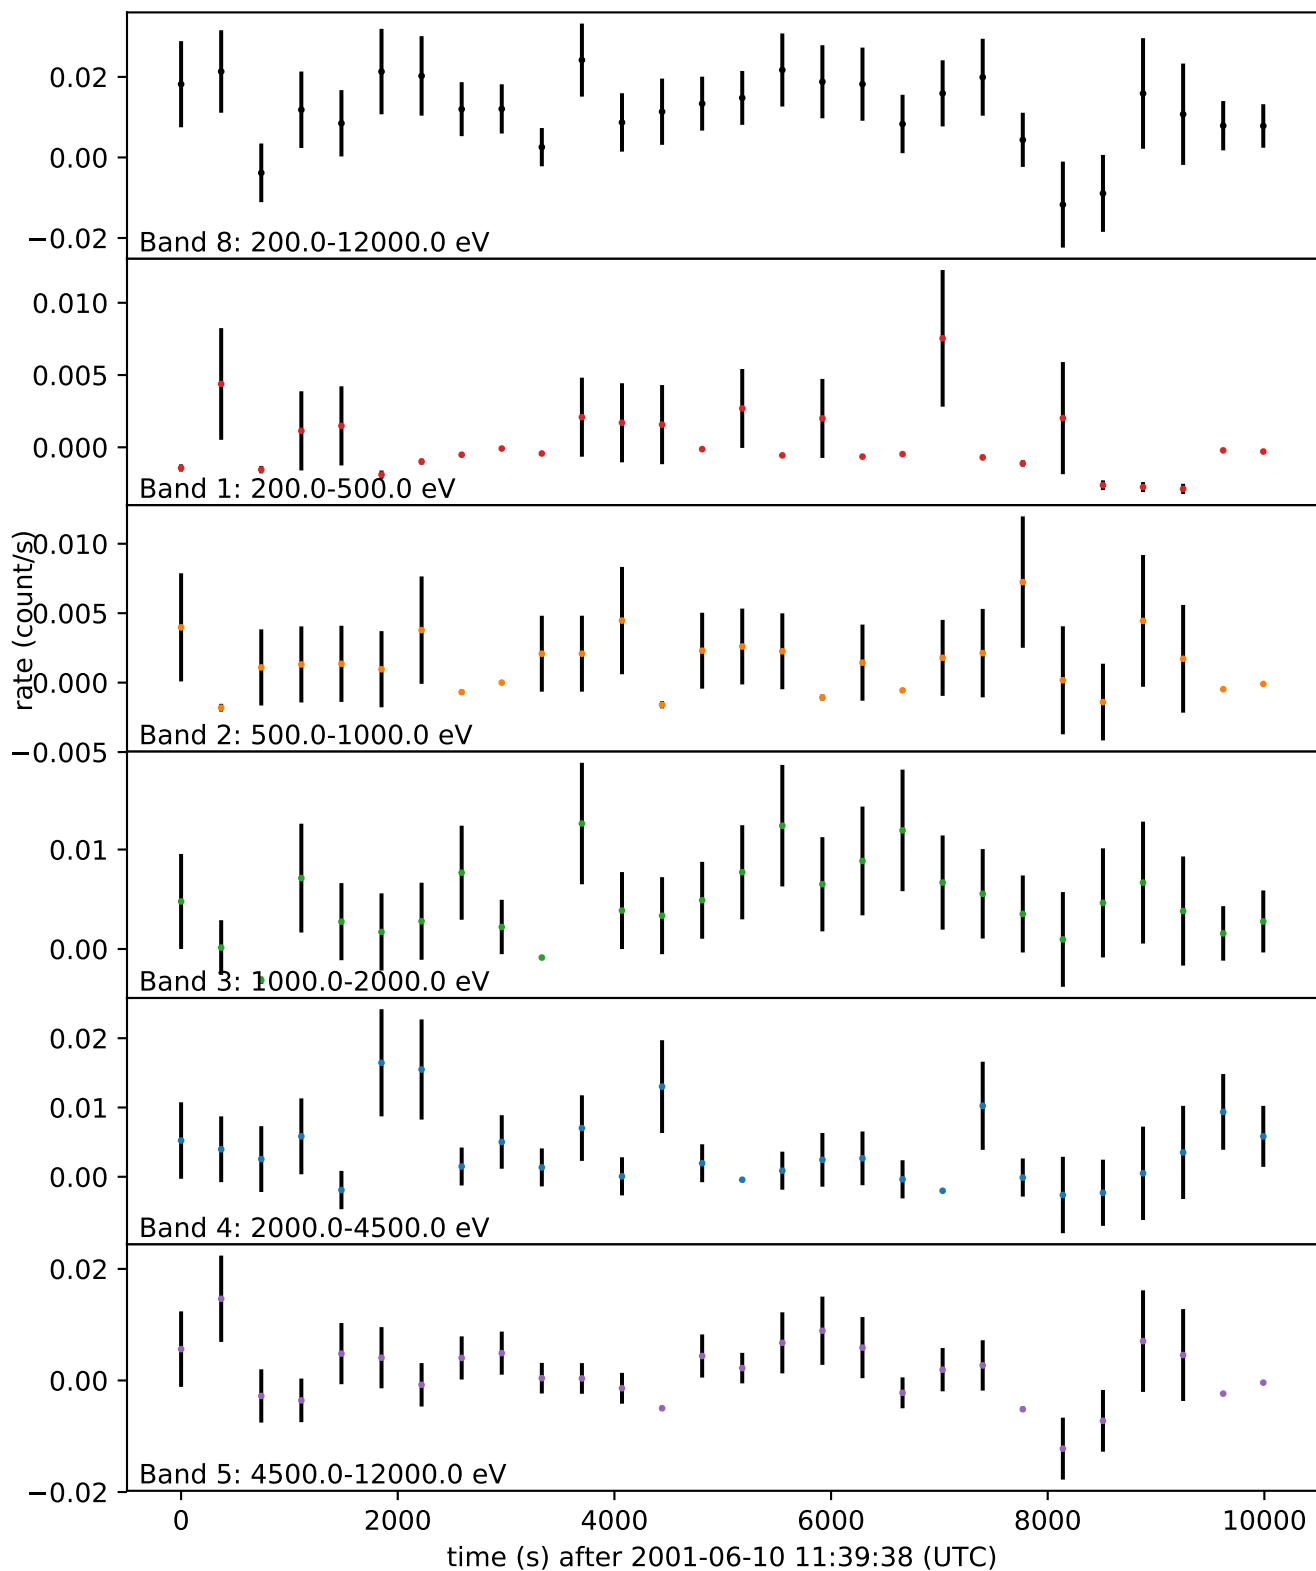 0.02
0.00
−0.02
Band 8: 200.0-12000.0 eV
0.010
0.005
0.000
Band 1: 200.0-500.0 eV
rate (count/s)
0.010
0.005
0.000
−0.005
Band 2: 500.0-1000.0 eV
0.01
0.00
Band 3: 1000.0-2000.0 eV
0.02
0.01
0.00
Band 4: 2000.0-4500.0 eV
0.02
0.00
−0.02
Band 5: 4500.0-12000.0 eV
0 2000 4000 6000 8000 10000
time (s) after 2001-06-10 11:39:38 (UTC)